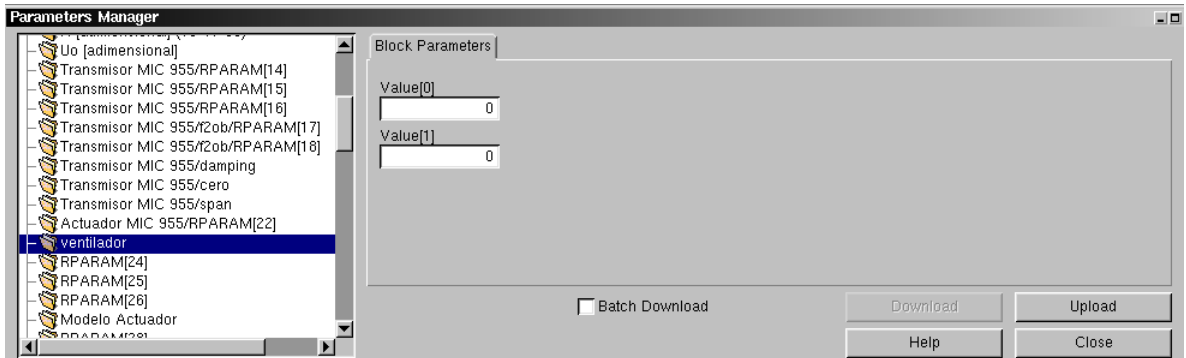 Parameters Manager
Uo [adimensional]
Transmisor MIC 955/RPARAM[14]
Transmisor MIC 955/RPARAM[15]
Transmisor MIC 955/RPARAM[16]
Transmisor MIC 955/f2ob/RPARAM[17]
Transmisor MIC 955/f2ob/RPARAM[18]
Transmisor MIC 955/damping
Transmisor MIC 955/cero
Transmisor MIC 955/span
Actuador MIC 955/RPARAM[22]
ventilador
RPARAM[24]
RPARAM[25]
RPARAM[26]
Modelo Actuador
Block Parameters
Value[0]
0
Value[1]
0
Batch Download
Download
Upload
Help
Close